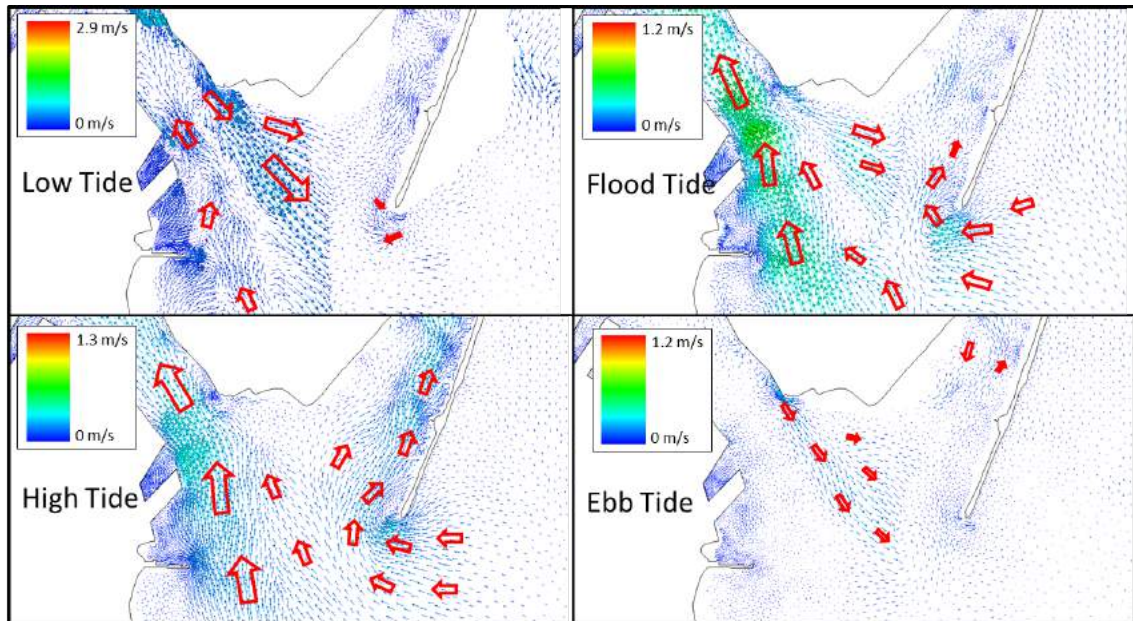 2.9 m/s
0 m/s
Low Tide
1.2 m/s
0 m/s
Flood Tide
1.3 m/s
0 m/s
High Tide
1.2 m/s
0 m/s
Ebb Tide